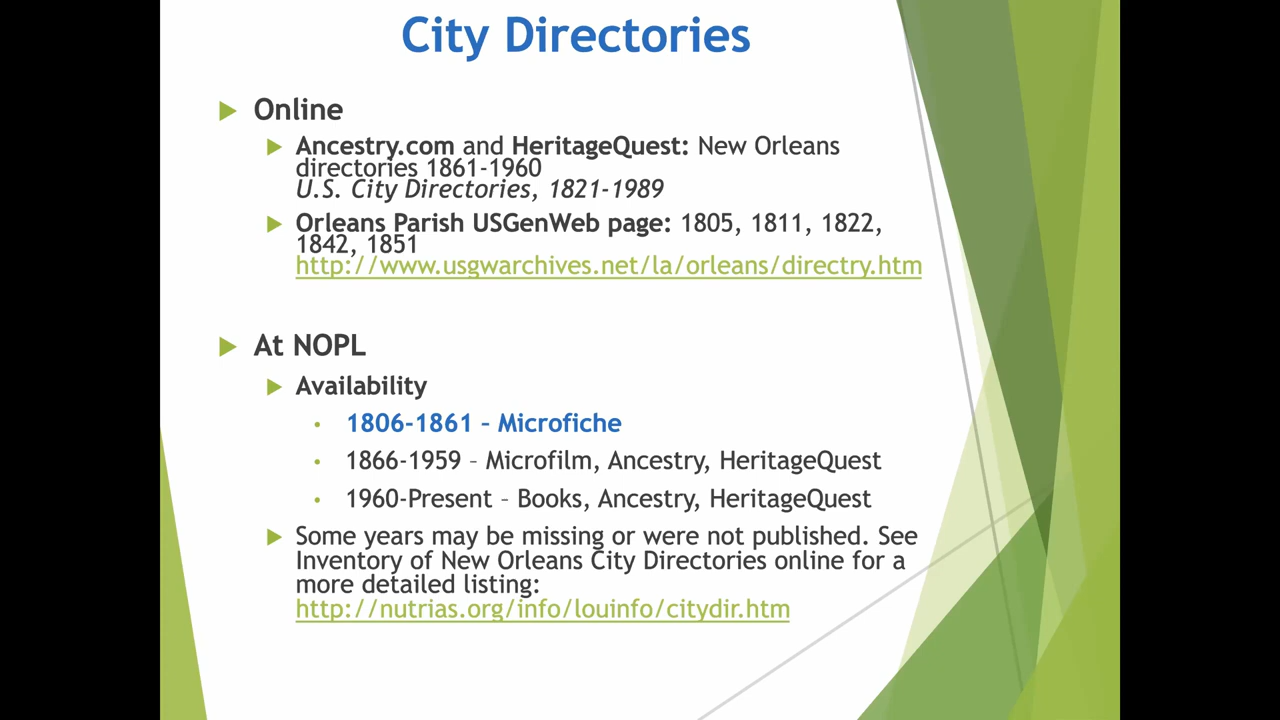 City Directories
Online
Ancestry.com and HeritageQuest: New Orleans
directories 1861-1960
U.S. City Directories, 1821-1989
Orleans Parish USGenWeb page: 1805, 1811, 1822,
1842, 1851
http://www.usgwarchives.net/la/orleans/directry.htm
At NOPL
Availability
• 1806-1861 – Microfiche
• 1866-1959 – Microfilm, Ancestry, HeritageQuest
• 1960-Present – Books, Ancestry, HeritageQuest
Some years may be missing or were not published. See
Inventory of New Orleans City Directories online for a
more detailed listing:
http://nutrias.org/info/louinfo/citydir.htm